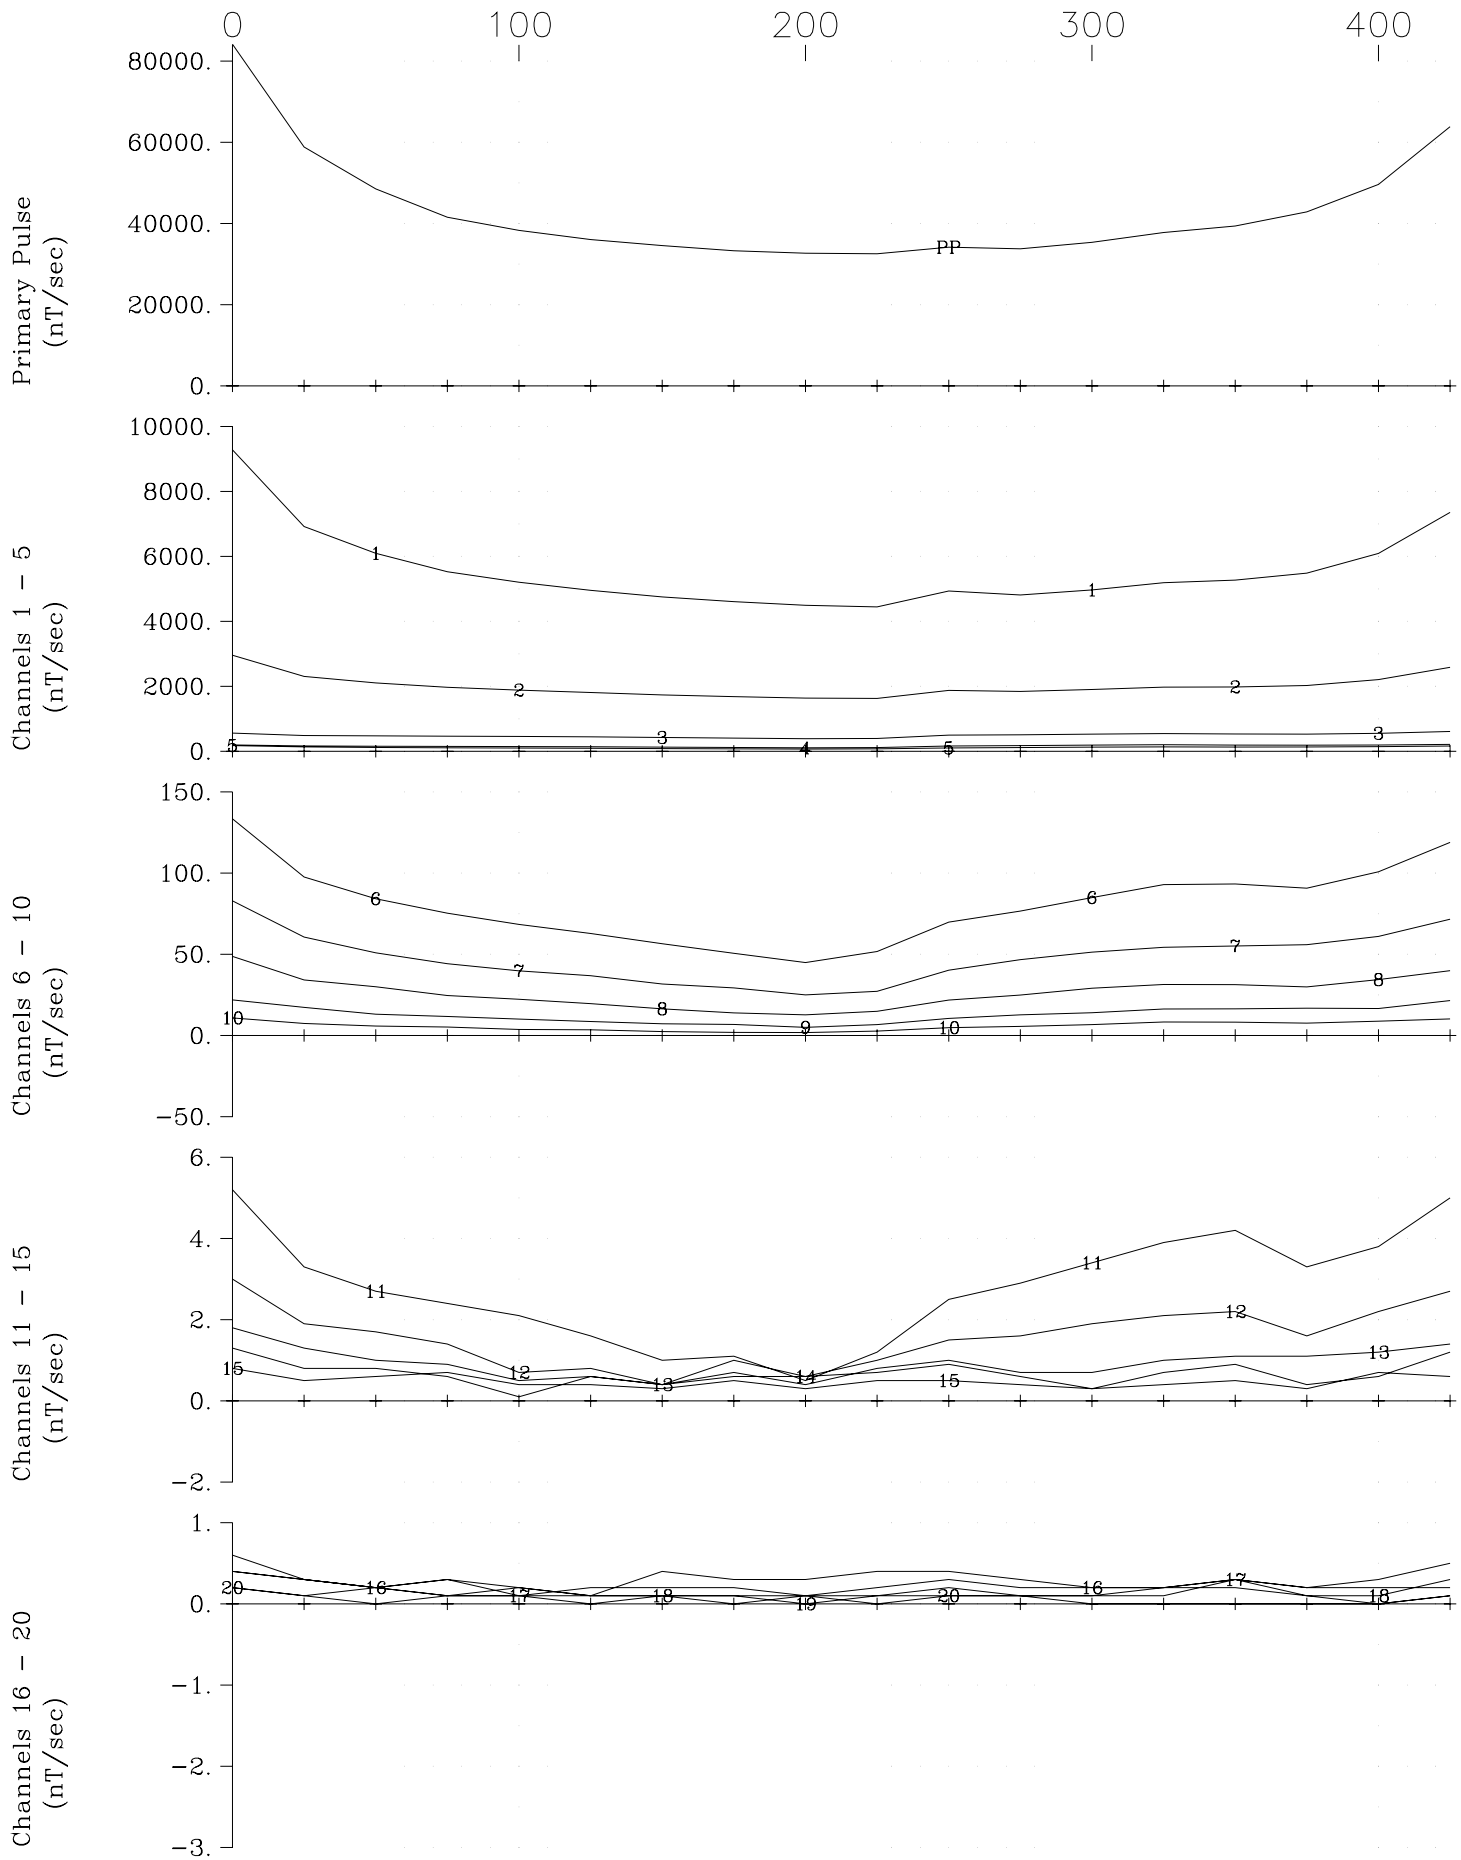 0 100 200 300 400
80000.
60000.
40000.
20000.
0.
Primary Pulse
(nT/sec)
PP
10000.
8000.
6000.
4000.
2000.
0.
Channels 1 - 5
(nT/sec)
1 1
2 2
3 3
5 4 5
150.
100.
50.
0.
-50.
Channels 6 - 10
(nT/sec)
6 6
7 7
8 8
10 9 10
6.
4.
2.
0.
-2.
Channels 11 - 15
(nT/sec)
11 11
12 12
13 13
15 14 15
1.
0.
-1.
-2.
-3.
Channels 16 - 20
(nT/sec)
20 16 17 18 19 20 16 17 18